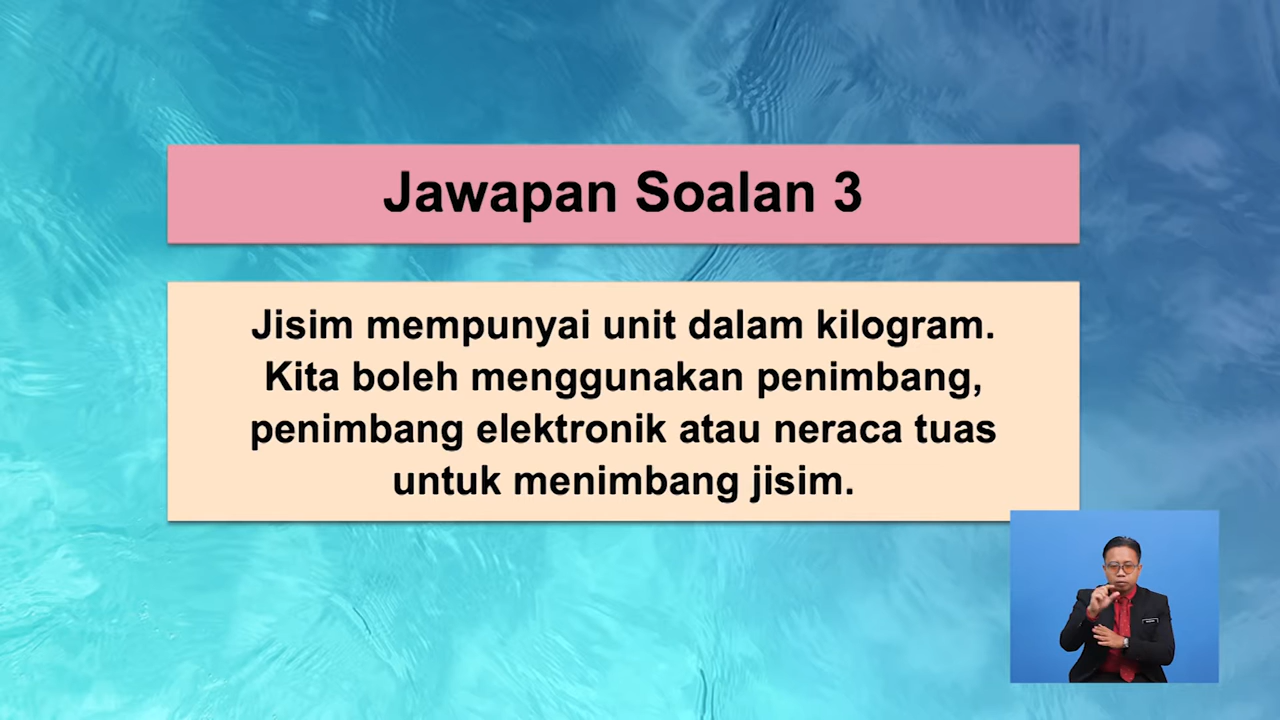 Jawapan Soalan 3
Jisim mempunyai unit dalam kilogram.
Kita boleh menggunakan penimbang,
penimbang elektronik atau neraca tuas
untuk menimbang jisim.